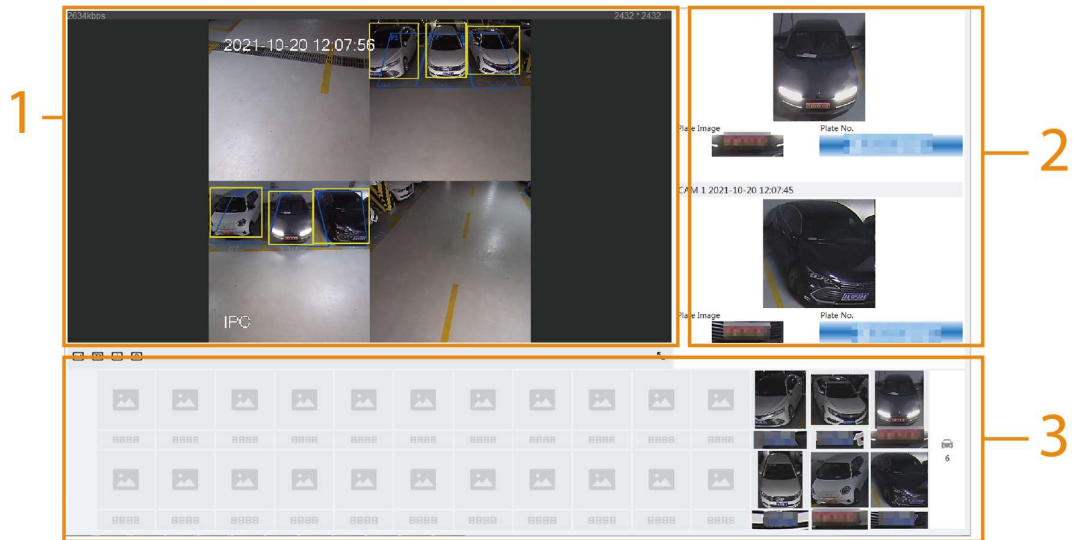 2634kbps
2432 * 2432
2021-10-20 12:07:56
IPC
Plate Image
Plate No.
CAM 1 2021-10-20 12:07:45
Plate Image
Plate No.
6
1
2
3